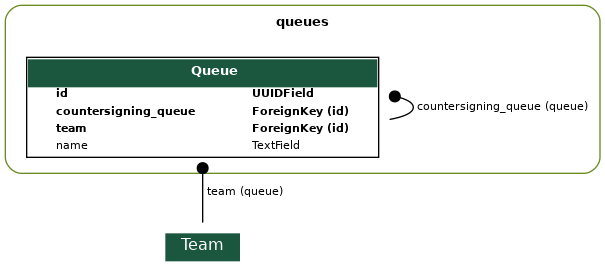 queues
Queue
id UUIDField
countersigning_queue ForeignKey (id)
team ForeignKey (id)
name TextField
countersigning_queue (queue)
team (queue)
Team